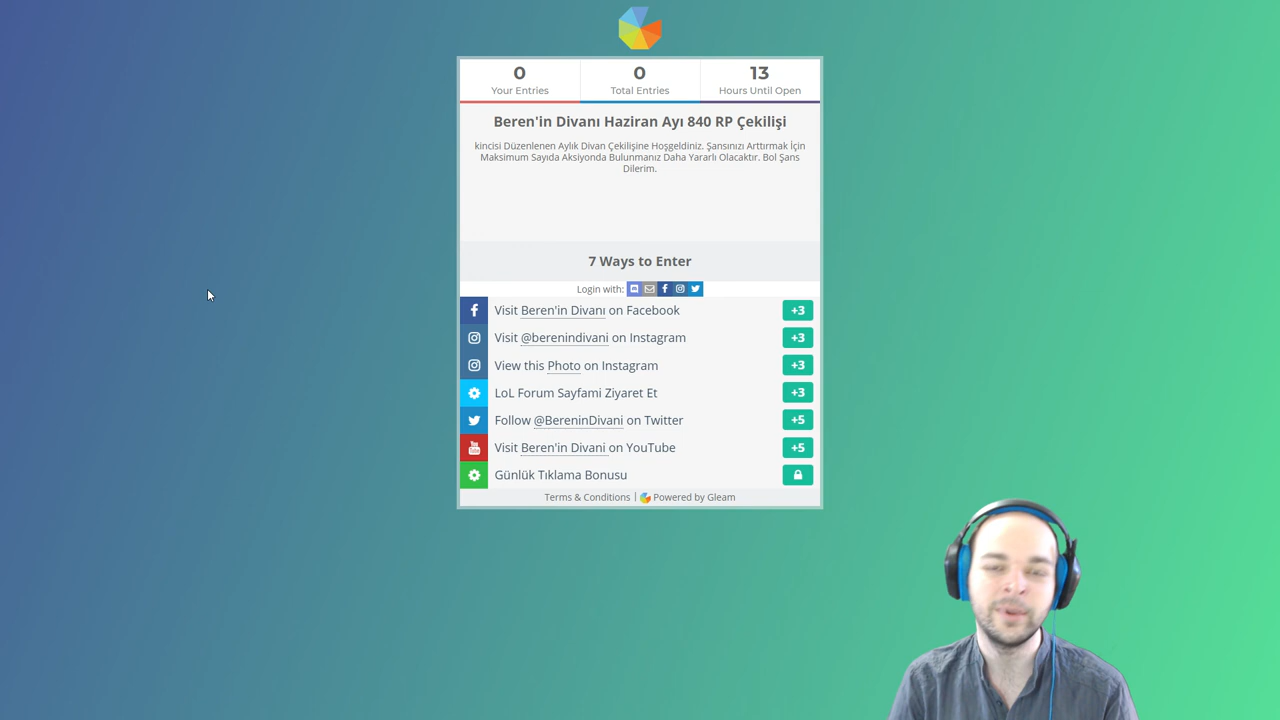 0
Your Entries
0
Total Entries
13
Hours Until Open
Beren'in Divanı Haziran Ayı 840 RP Çekilişi
kincisi Düzenlenen Aylık Divan Çekilişine Hoşgeldiniz. Şansınızı Arttırmak İçin
Maksimum Sayıda Aksiyonda Bulunmanız Daha Yararlı Olacaktır. Bol Şans
Dilerim.
7 Ways to Enter
Login with:
Visit Beren'in Divanı on Facebook +3
Visit @berenindivani on Instagram +3
View this Photo on Instagram +3
LoL Forum Sayfami Ziyaret Et +3
Follow @BereninDivani on Twitter +5
Visit Beren'in Divani on YouTube +5
Günlük Tıklama Bonusu
Terms & Conditions | Powered by Gleam